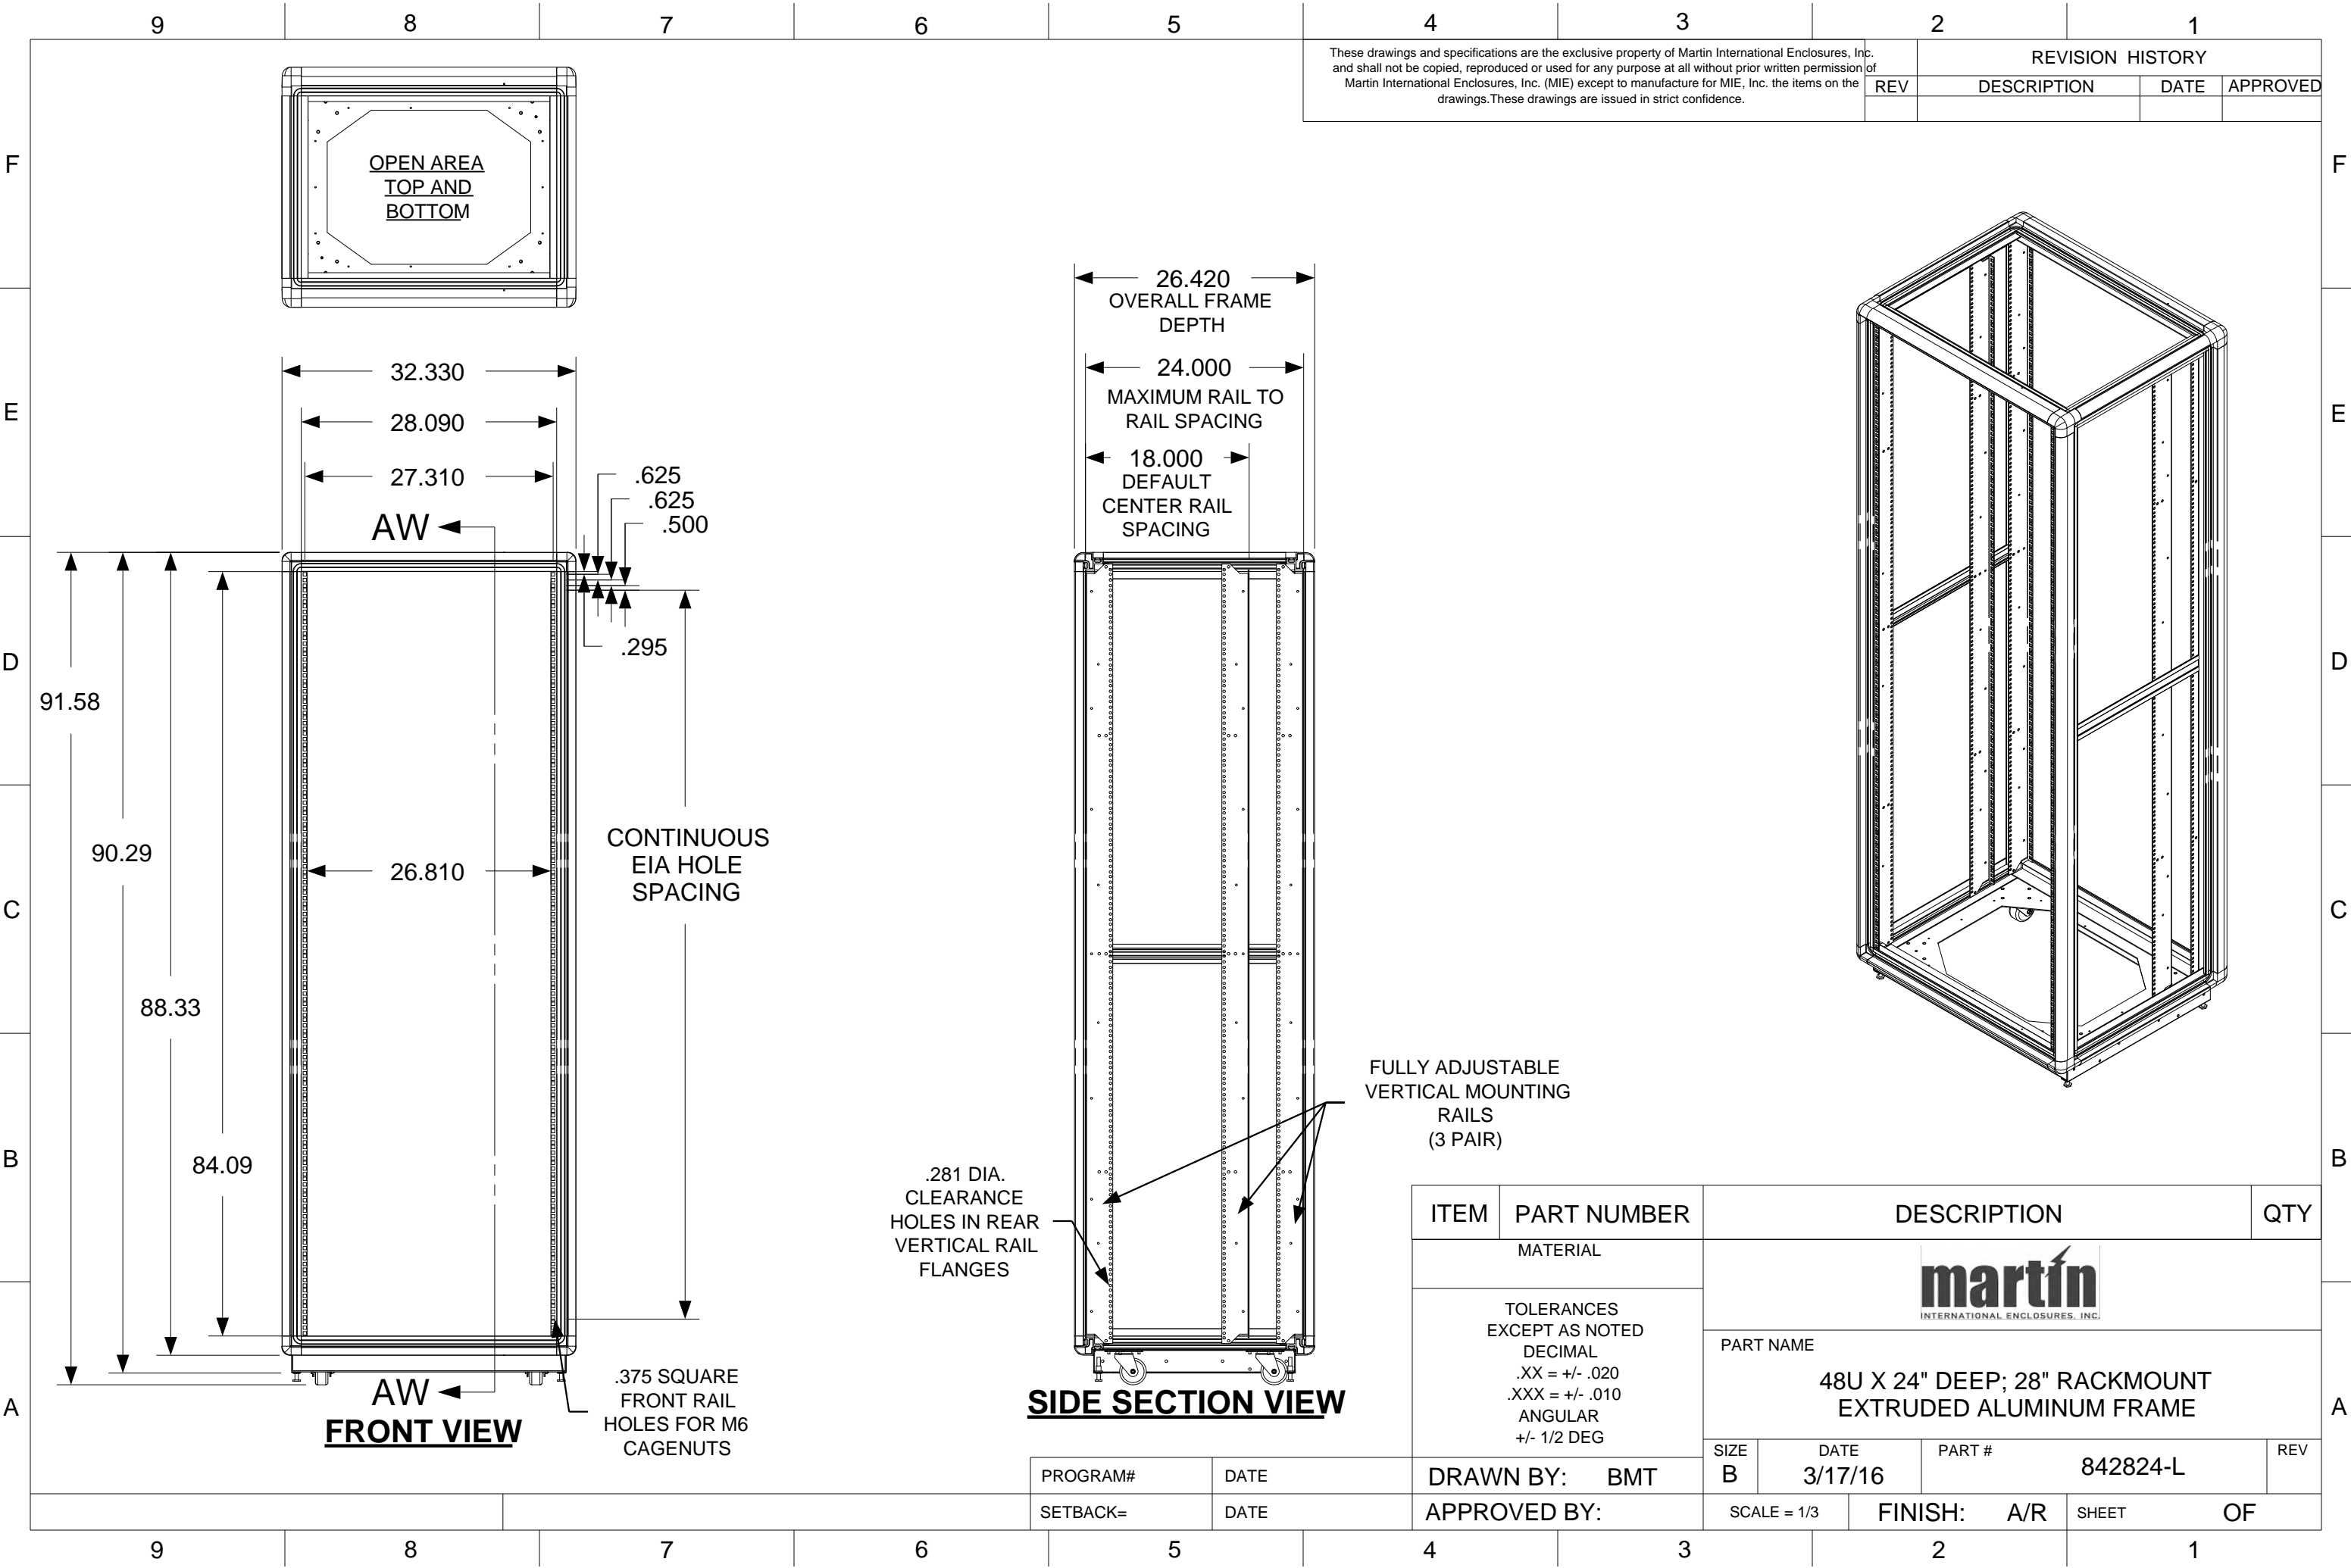 9 8 7 6 5 4 3 2 1
These drawings and specifications are the exclusive property of Martin International Enclosures, Inc.
and shall not be copied, reproduced or used for any purpose at all without prior written permission of
Martin International Enclosures, Inc. (MIE) except to manufacture for MIE, Inc. the items on the
drawings.These drawings are issued in strict confidence.
REVISION HISTORY
REV DESCRIPTION DATE APPROVED
F
F
OPEN AREA
TOP AND
BOTTOM
E
E
32.330
28.090
27.310
.625
.625
.500
.295
AW
D
D
91.58
90.29
88.33
84.09
26.810
CONTINUOUS
EIA HOLE
SPACING
C
C
B
B
A
A
AW
FRONT VIEW
.375 SQUARE
FRONT RAIL
HOLES FOR M6
CAGENUTS
26.420
OVERALL FRAME
DEPTH
24.000
MAXIMUM RAIL TO
RAIL SPACING
18.000
DEFAULT
CENTER RAIL
SPACING
FULLY ADJUSTABLE
VERTICAL MOUNTING
RAILS
(3 PAIR)
.281 DIA.
CLEARANCE
HOLES IN REAR
VERTICAL RAIL
FLANGES
SIDE SECTION VIEW
ITEM PART NUMBER DESCRIPTION QTY
MATERIAL
martin
INTERNATIONAL ENCLOSURES, INC.
TOLERANCES
EXCEPT AS NOTED
DECIMAL
.XX = +/- .020
.XXX = +/- .010
ANGULAR
+/- 1/2 DEG
PART NAME
48U X 24" DEEP; 28" RACKMOUNT
EXTRUDED ALUMINUM FRAME
SIZE DATE PART # REV
B 3/17/16 842824-L
PROGRAM# DATE DRAWN BY: BMT
SETBACK= DATE APPROVED BY: SCALE = 1/3 FINISH: A/R SHEET OF
9 8 7 6 5 4 3 2 1